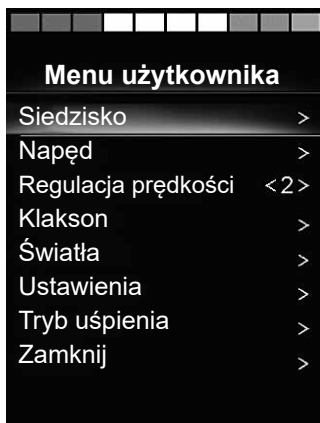 Menu użytkownika
Siedzisko >
Napęd >
Regulacja prędkości <2>
Klakson >
Światła >
Ustawienia >
Tryb uśpienia >
Zamknij >